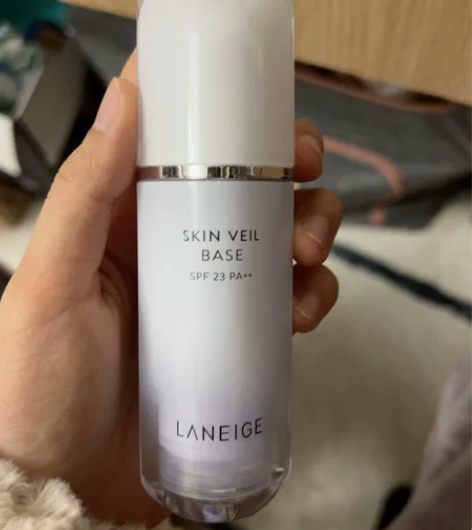 SKIN VEIL
BASE
SPF 23 PA++
LANEIGE